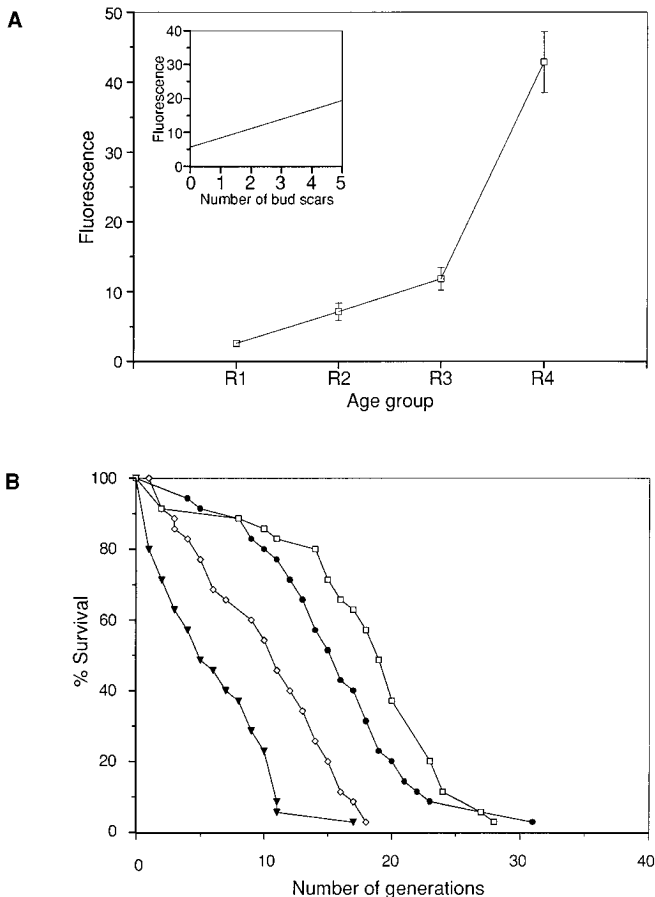 A
50
40
30
20
10
0
Fluorescence
R1 R2 R3 R4
Age group
40
30
20
10
0
Fluorescence
0 1 2 3 4 5
Number of bud scars
B
100
80
60
40
20
0
% Survival
0 10 20 30 40
Number of generations